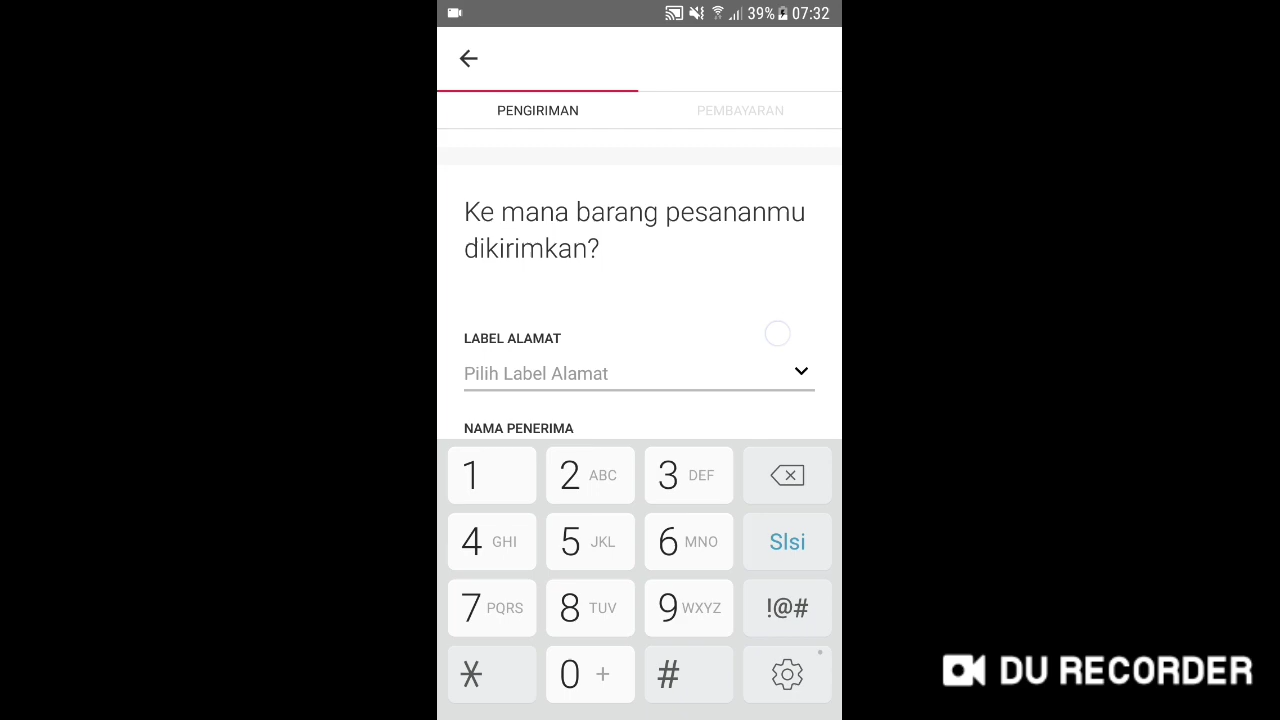 39% 07:32
PENGIRIMAN PEMBAYARAN
Ke mana barang pesananmu
dikirimkan?
LABEL ALAMAT
Pilih Label Alamat
NAMA PENERIMA
1 2 ABC 3 DEF
4 GHI 5 JKL 6 MNO Slsi
7 PQRS 8 TUV 9 WXYZ !@#
* 0 + #
DU RECORDER